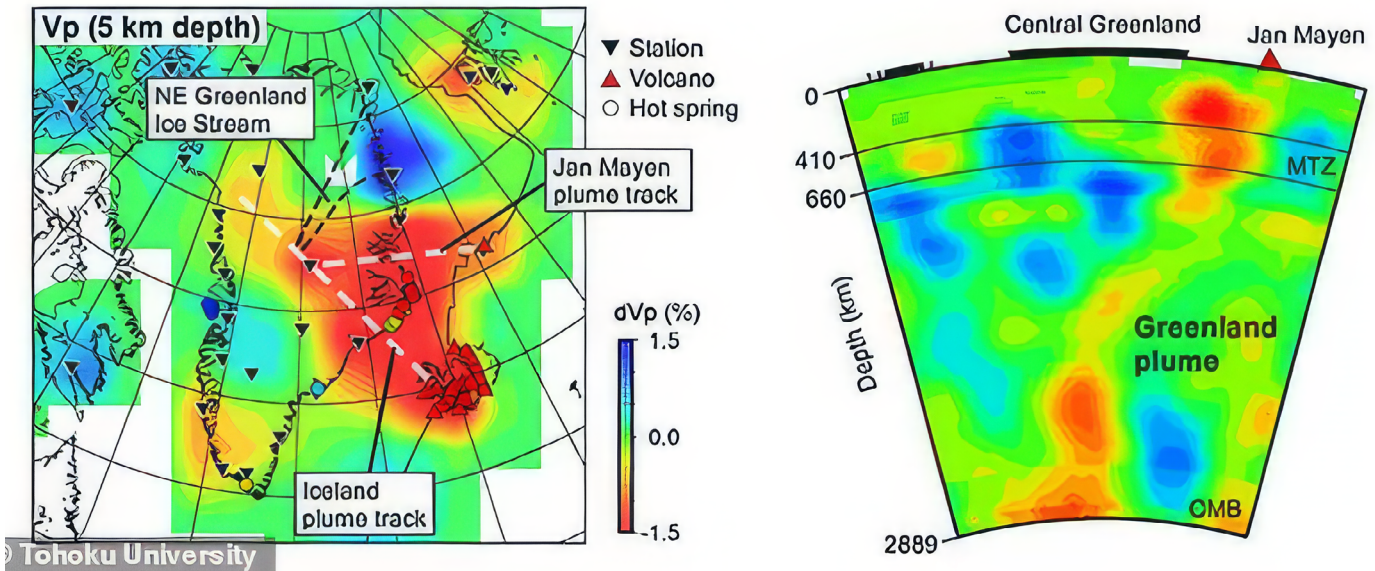 Vp (5 km depth)
NE Greenland
Ice Stream
Station
Volcano
Hot spring
Jan Mayen
plume track
dVp (%)
1.5
0.0
-1.5
Iceland
plume track
© Tohoku University
Central Greenland
Jan Mayen
0
410
660
MTZ
Depth (km)
Greenland
plume
CMB
2889